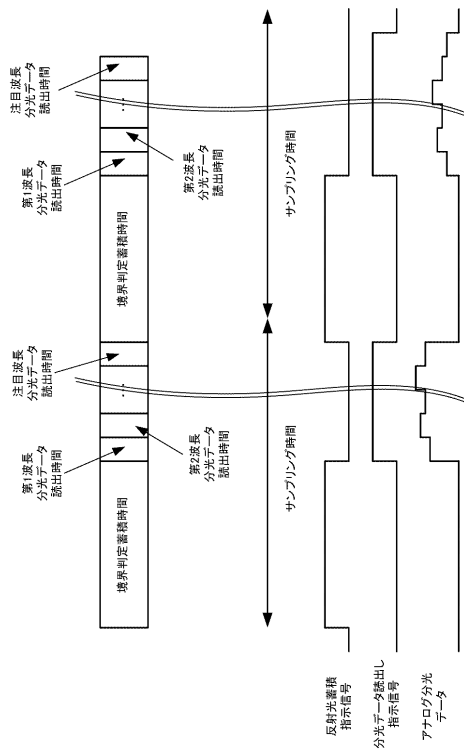 境界判定蓄積時間
第1波長
分光データ
読出時間
第2波長
分光データ
読出時間
…
注目波長
分光データ
読出時間
境界判定蓄積時間
第1波長
分光データ
読出時間
第2波長
分光データ
読出時間
…
注目波長
分光データ
読出時間
サンプリング時間
サンプリング時間
反射光蓄積
指示信号
分光データ読出し
指示信号
アナログ分光
データ